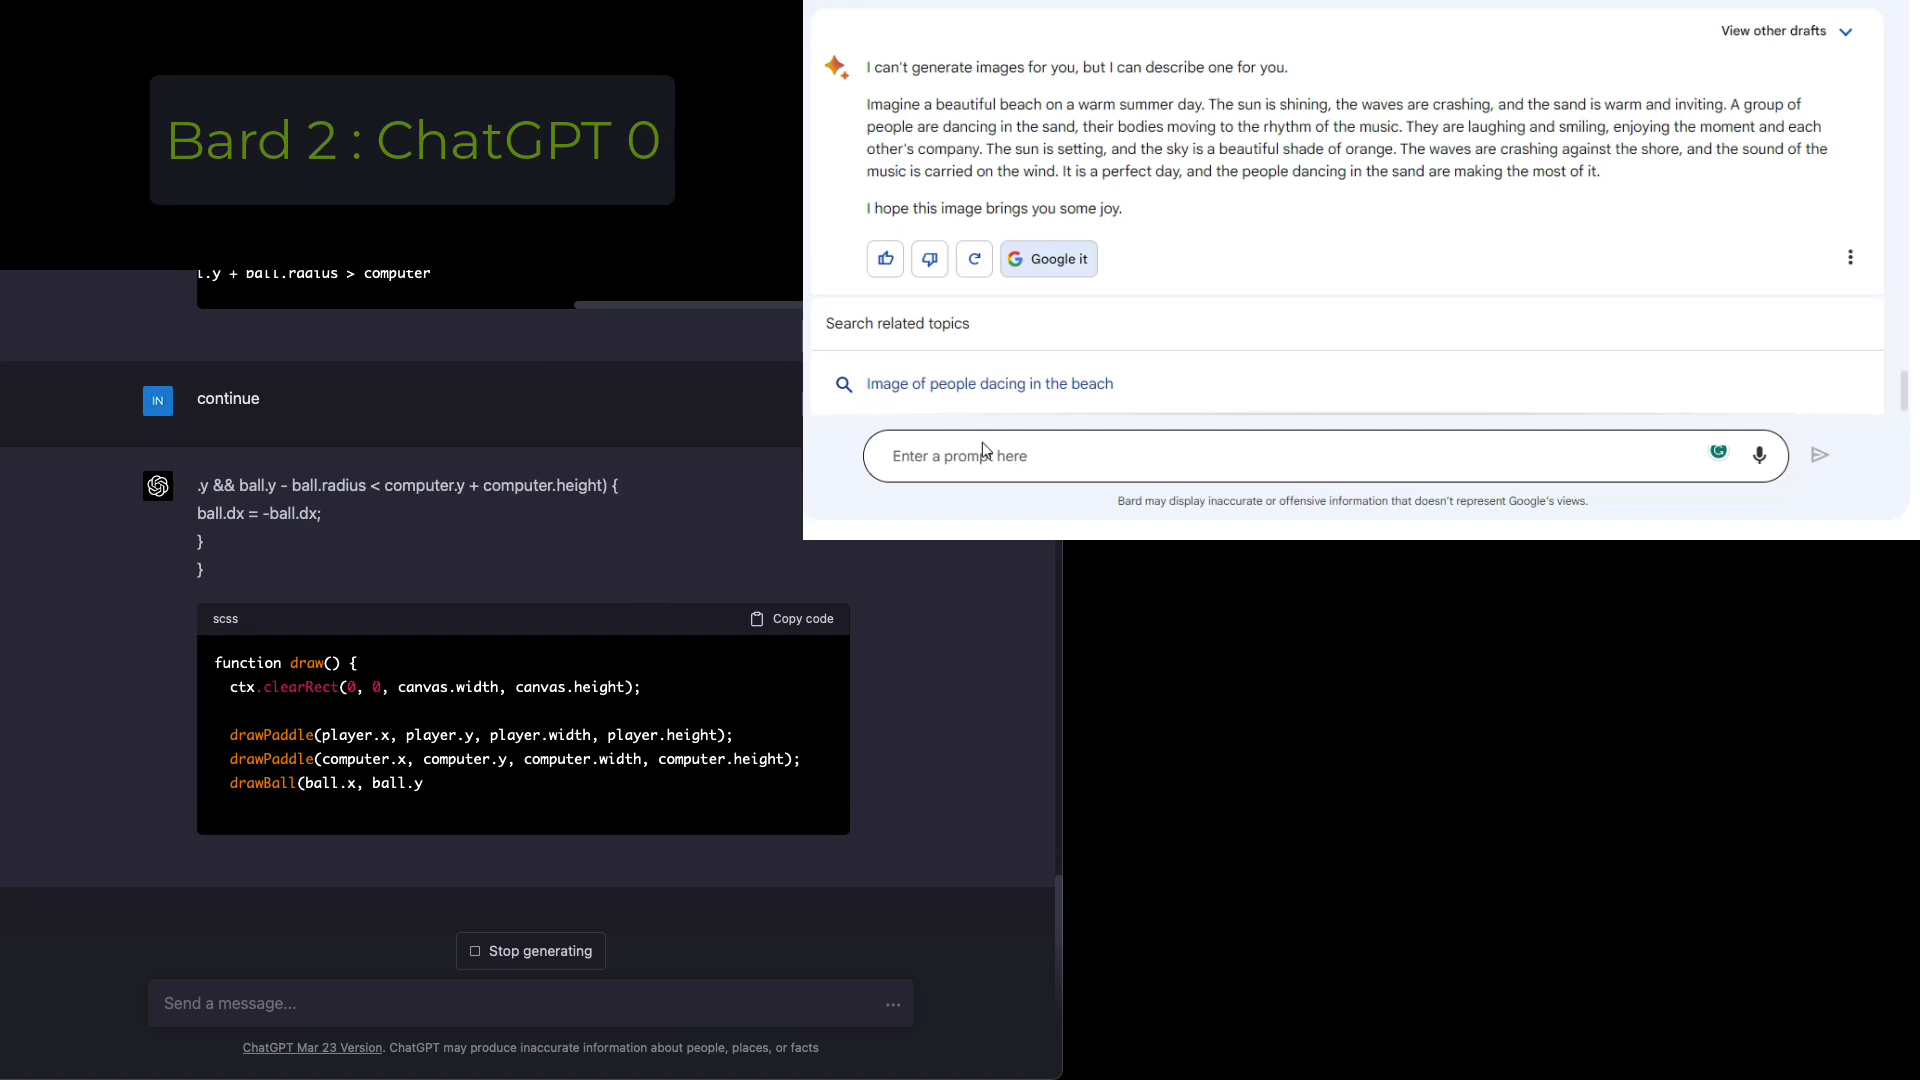 Bard 2 : ChatGPT 0
l.y + ball.radius > computer
IN
continue
.y && ball.y - ball.radius < computer.y + computer.height) {
ball.dx = -ball.dx;
}
}
scss
Copy code
function draw() {
ctx.clearRect(0, 0, canvas.width, canvas.height);
drawPaddle(player.x, player.y, player.width, player.height);
drawPaddle(computer.x, computer.y, computer.width, computer.height);
drawBall(ball.x, ball.y
Stop generating
Send a message...
ChatGPT Mar 23 Version. ChatGPT may produce inaccurate information about people, places, or facts
View other drafts
I can't generate images for you, but I can describe one for you.
Imagine a beautiful beach on a warm summer day. The sun is shining, the waves are crashing, and the sand is warm and inviting. A group of
people are dancing in the sand, their bodies moving to the rhythm of the music. They are laughing and smiling, enjoying the moment and each
other's company. The sun is setting, and the sky is a beautiful shade of orange. The waves are crashing against the shore, and the sound of the
music is carried on the wind. It is a perfect day, and the people dancing in the sand are making the most of it.
I hope this image brings you some joy.
Google it
Search related topics
Image of people dacing in the beach
Enter a prompt here
Bard may display inaccurate or offensive information that doesn't represent Google's views.